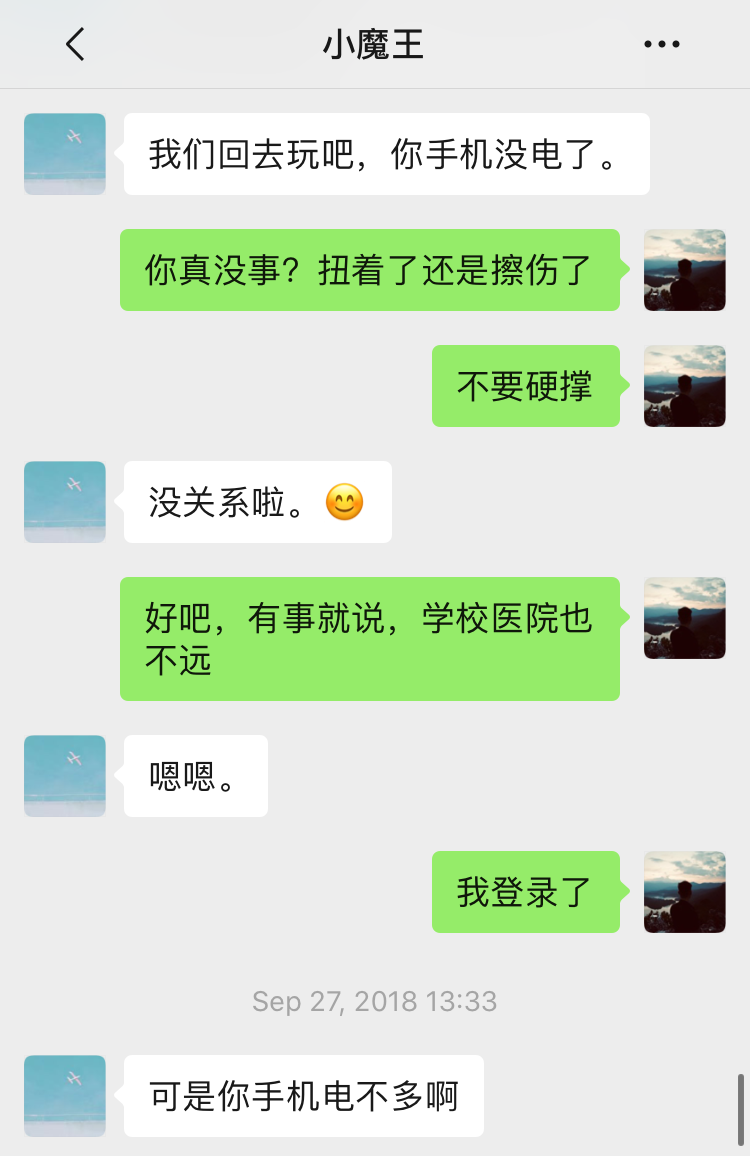 小魔王
我们回去玩吧，你手机没电了。
你真没事？扭着了还是擦伤了
不要硬撑
没关系啦。😊
好吧，有事就说，学校医院也
不远
嗯嗯。
我登录了
Sep 27, 2018 13:33
可是你手机电不多啊